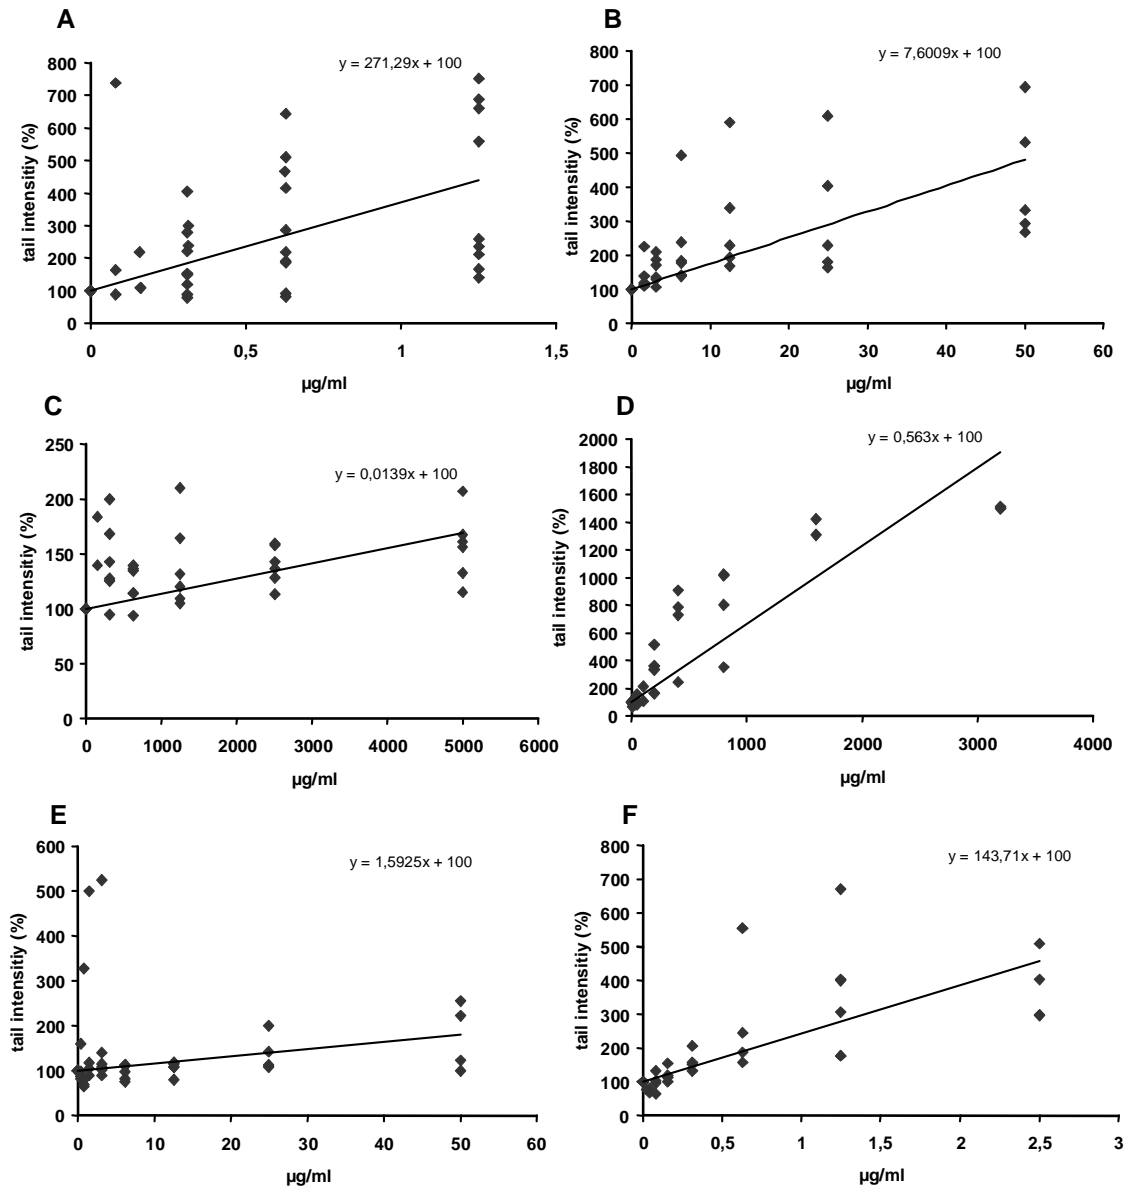 A
y = 271,29x + 100
800
700
600
500
400
300
200
100
0
tail intensitiy (%)
0 0,5 1 1,5
µg/ml
B
y = 7,6009x + 100
800
700
600
500
400
300
200
100
0
tail intensitiy (%)
0 10 20 30 40 50 60
µg/ml
C
y = 0,0139x + 100
250
200
150
100
50
0
tail intensitiy (%)
0 1000 2000 3000 4000 5000 6000
µg/ml
D
y = 0,563x + 100
2000
1800
1600
1400
1200
1000
800
600
400
200
0
tail intensitiy (%)
0 1000 2000 3000 4000
µg/ml
E
y = 1,5925x + 100
600
500
400
300
200
100
0
tail intensitiy (%)
0 10 20 30 40 50 60
µg/ml
F
y = 143,71x + 100
800
700
600
500
400
300
200
100
0
tail intensitiy (%)
0 0,5 1 1,5 2 2,5 3
µg/ml